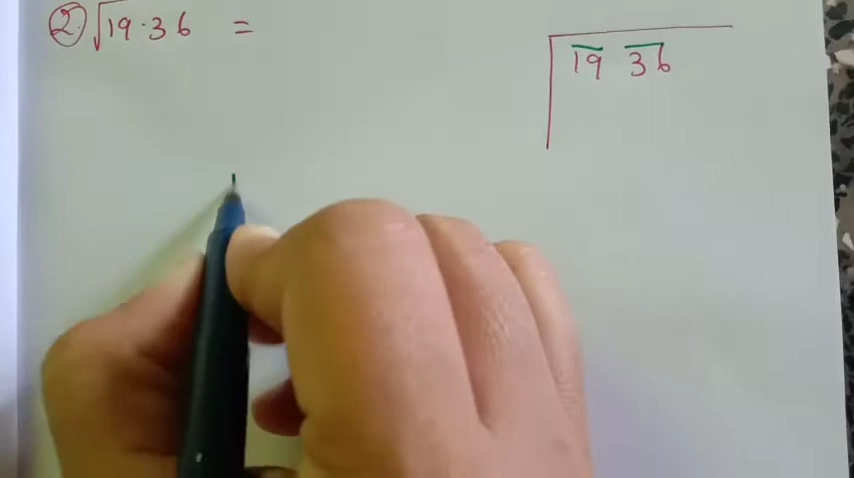 2. √19.36 =
19 36